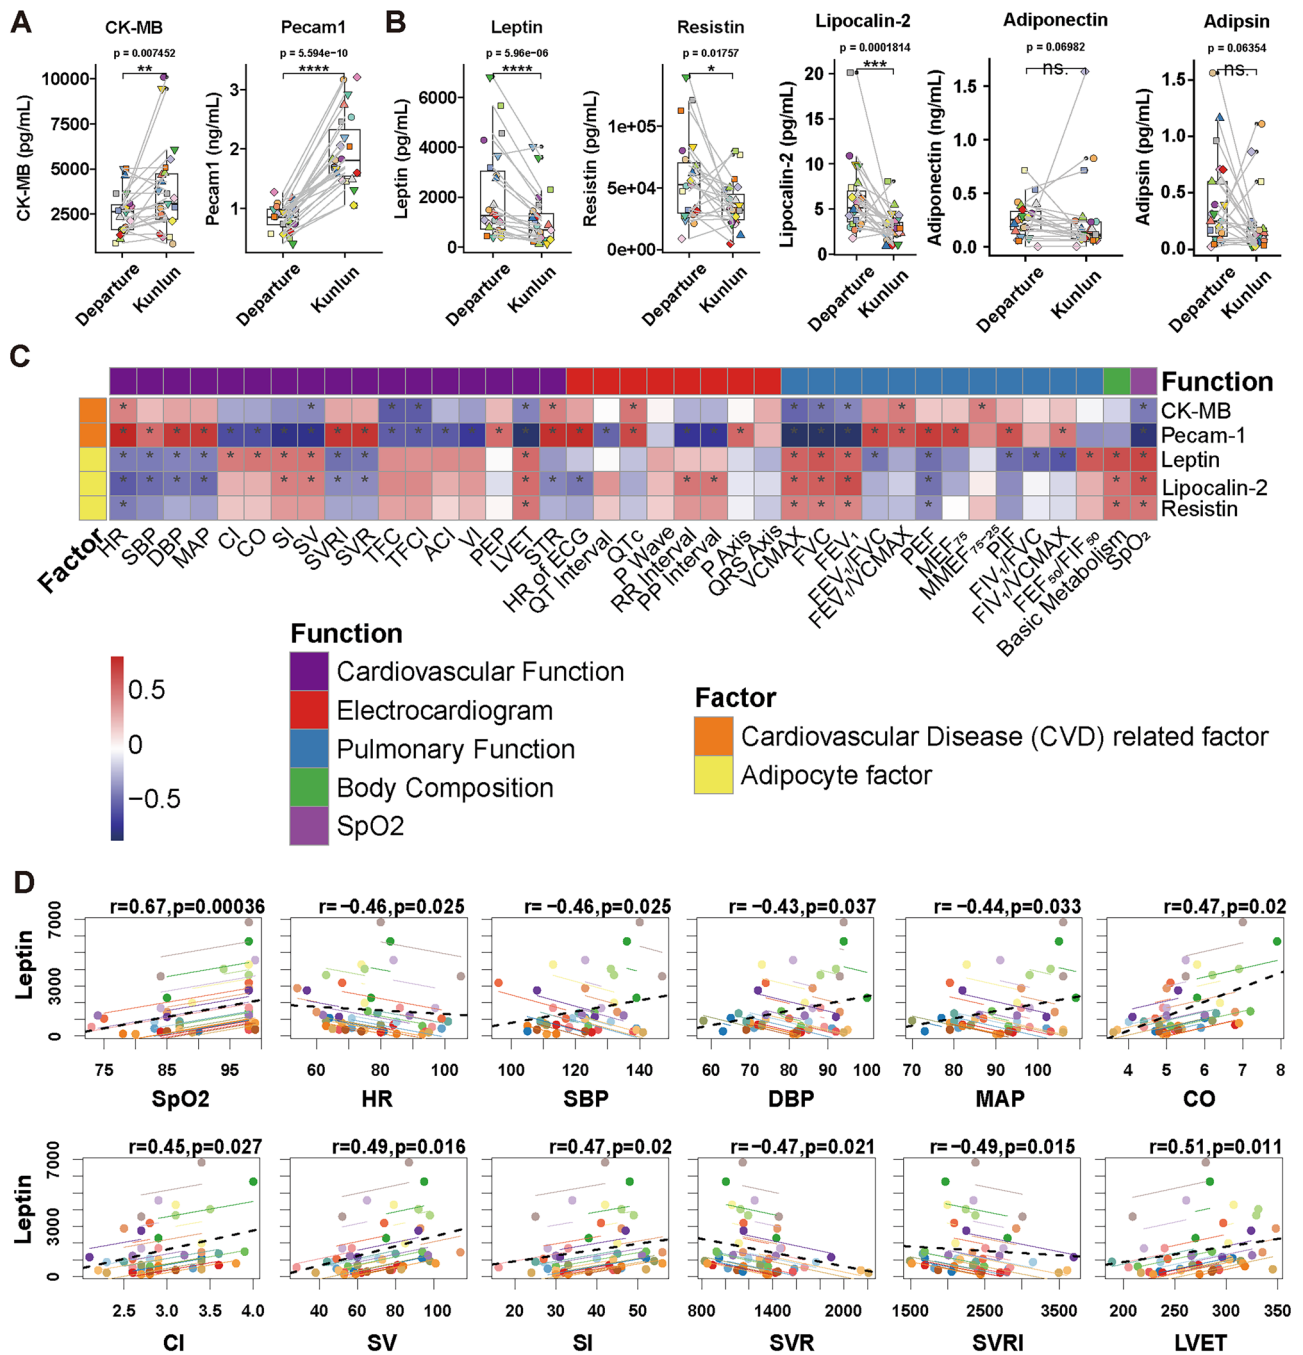 A
CK-MB
p = 0.007452
**
CK-MB (pg/mL)
10000
7500
5000
2500
Departure
Kunlun
Pecam1
p = 5.594e−10
****
Pecam1 (ng/mL)
3
2
1
Departure
Kunlun
B
Leptin
p = 5.96e−06
****
Leptin (pg/mL)
6000
4000
2000
0
Departure
Kunlun
Resistin
p = 0.01757
*
Resistin (pg/mL)
1e+05
5e+04
0e+00
Departure
Kunlun
Lipocalin-2
p = 0.0001814
***
Lipocalin-2 (pg/mL)
20
15
10
5
0
Departure
Kunlun
Adiponectin
p = 0.06982
ns.
Adiponectin (ng/mL)
1.5
1.0
0.5
0.0
Departure
Kunlun
Adipsin
p = 0.06354
ns.
Adipsin (pg/mL)
1.5
1.0
0.5
0.0
Departure
Kunlun
C
Function
CK-MB
Pecam-1
Leptin
Lipocalin-2
Resistin
Factor
HR
SBP
DBP
MAP
CI
CO
SI
SV
SVRI
SVR
TFC
TFCI
ACI
VI
PEP
LVET
STR
HR of ECG
QT Interval
QTc
P Wave
RR Interval
PP Interval
P Axis
QRS Axis
VCMAX
FVC
FEV₁
FEV₁/FVC
FEV₁/VCMAX
PEF
MEF₇₅
MMEF₇₅₋₂₅
PIF
FIV₁/FVC
FIV₁/VCMAX
FEF₅₀/FIF₅₀
Basic Metabolism
SpO₂
0.5
0
−0.5
Function
Cardiovascular Function
Electrocardiogram
Pulmonary Function
Body Composition
SpO2
Factor
Cardiovascular Disease (CVD) related factor
Adipocyte factor
D
Leptin
7000
3000
0
r=0.67,p=0.00036
75 85 95
SpO2
r= −0.46,p=0.025
60 80 100
HR
r= −0.46,p=0.025
100 120 140
SBP
r= −0.43,p=0.037
60 70 80 90 100
DBP
r= −0.44,p=0.033
70 80 90 100
MAP
r=0.47,p=0.02
4 5 6 7 8
CO
Leptin
7000
3000
0
r=0.45,p=0.027
2.5 3.0 3.5 4.0
CI
r=0.49,p=0.016
40 60 80 100
SV
r=0.47,p=0.02
20 30 40 50
SI
r=−0.47,p=0.021
800 1400 2000
SVR
r= −0.49,p=0.015
1500 2500 3500
SVRI
r=0.51,p=0.011
200 250 300 350
LVET